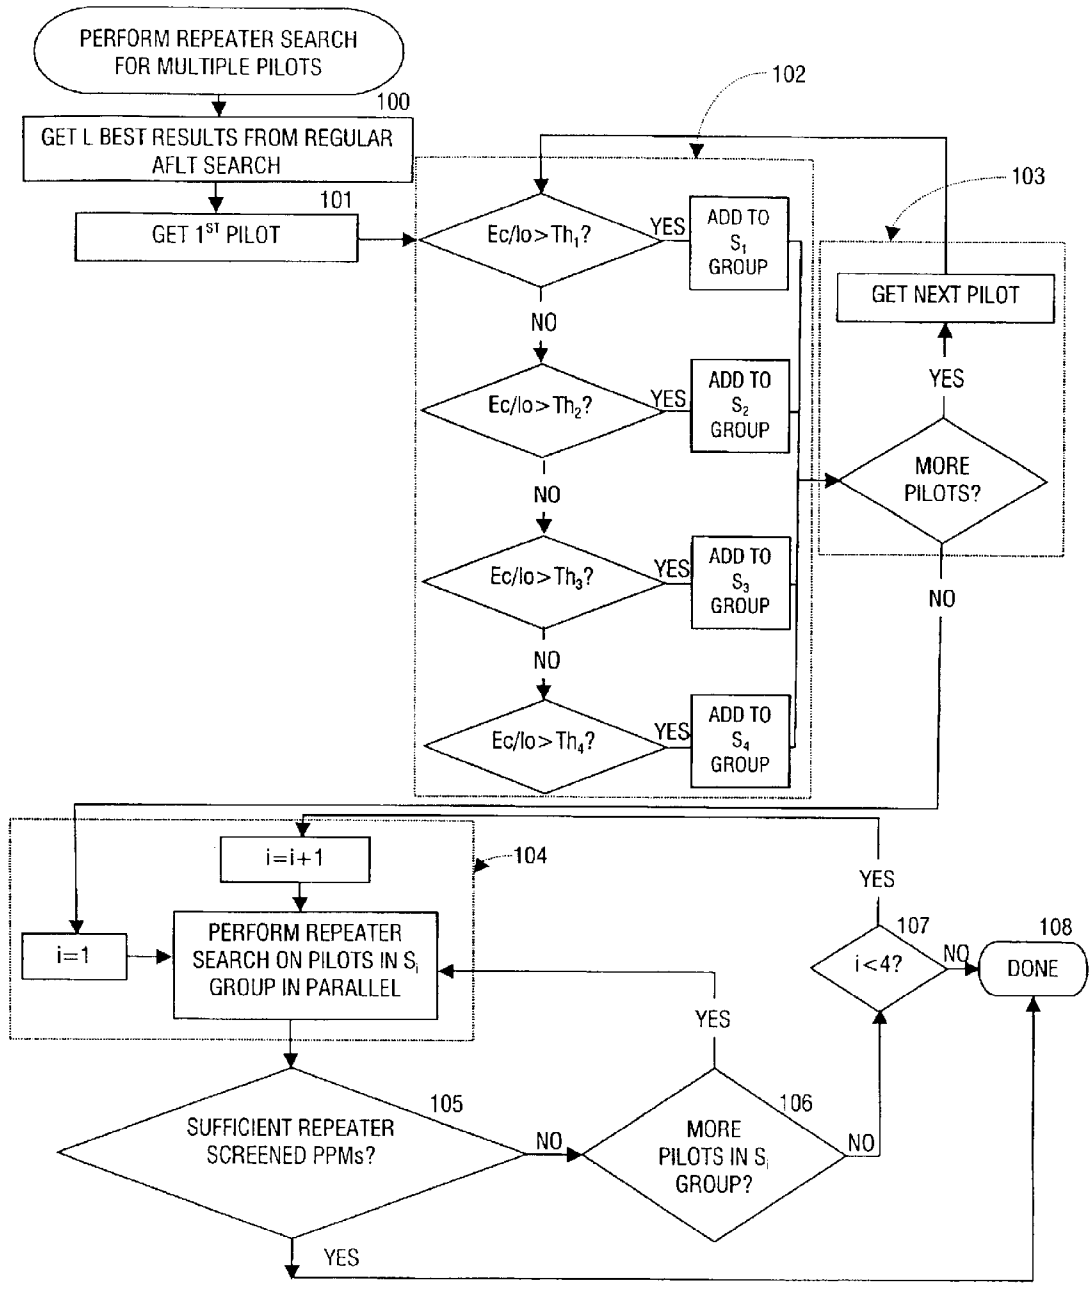 PERFORM REPEATER SEARCH
FOR MULTIPLE PILOTS
100
GET L BEST RESULTS FROM REGULAR
AFLT SEARCH
101
GET 1ST PILOT
102
103
Ec/Io>Th1?
YES
ADD TO
S1
GROUP
NO
Ec/Io>Th2?
YES
ADD TO
S2
GROUP
NO
Ec/Io>Th3?
YES
ADD TO
S3
GROUP
NO
Ec/Io>Th4?
YES
ADD TO
S4
GROUP
GET NEXT PILOT
YES
MORE
PILOTS?
NO
104
i=i+1
i=1
PERFORM REPEATER
SEARCH ON PILOTS IN Si
GROUP IN PARALLEL
105
SUFFICIENT REPEATER
SCREENED PPMs?
NO
YES
106
MORE
PILOTS IN Si
GROUP?
YES
NO
107
i<4?
YES
NO
108
DONE